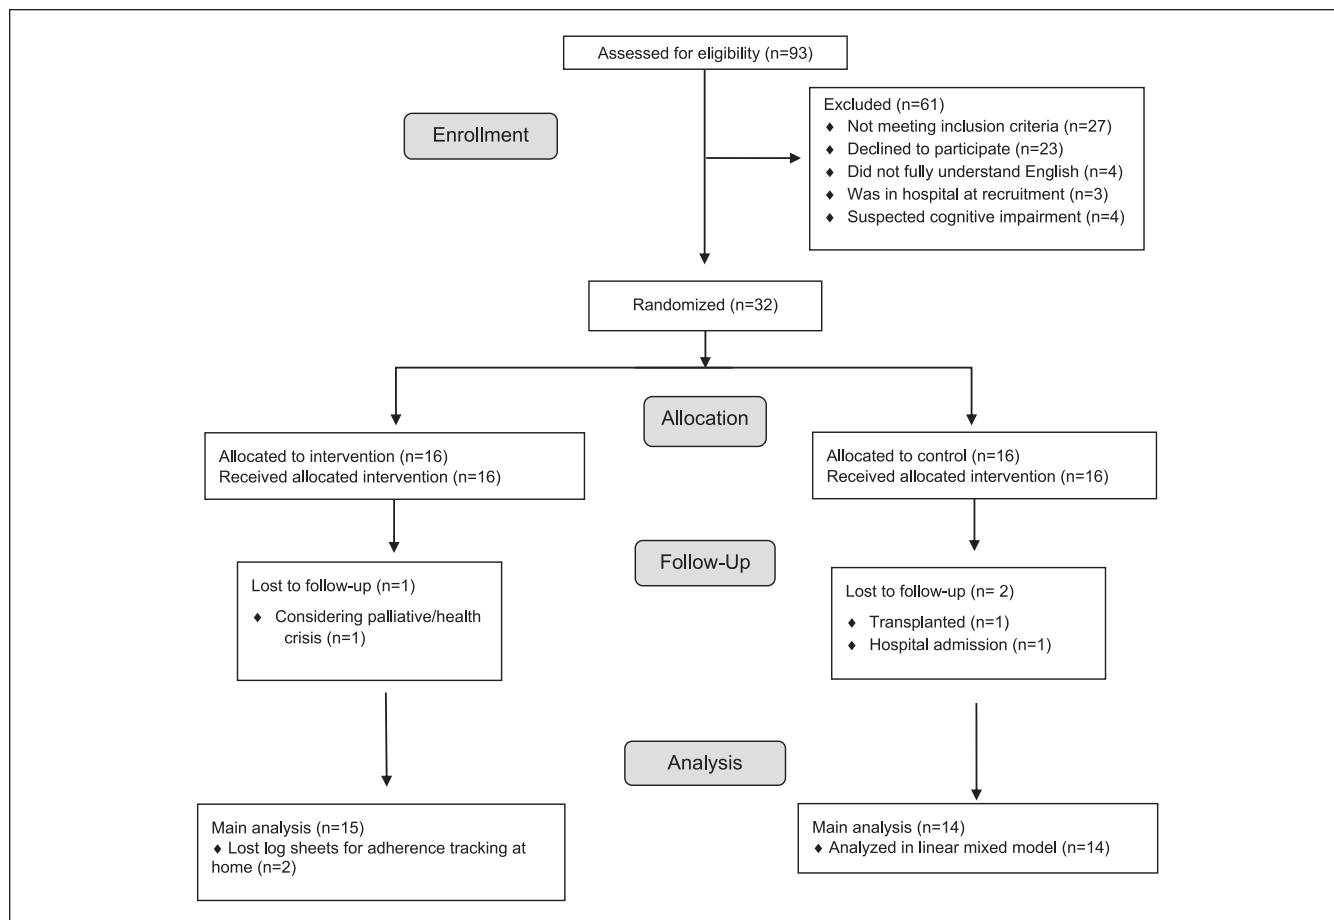 Assessed for eligibility (n=93)
Enrollment
Excluded (n=61)
♦ Not meeting inclusion criteria (n=27)
♦ Declined to participate (n=23)
♦ Did not fully understand English (n=4)
♦ Was in hospital at recruitment (n=3)
♦ Suspected cognitive impairment (n=4)
Randomized (n=32)
Allocation
Allocated to intervention (n=16)
Received allocated intervention (n=16)
Allocated to control (n=16)
Received allocated intervention (n=16)
Follow-Up
Lost to follow-up (n=1)
♦ Considering palliative/health
crisis (n=1)
Lost to follow-up (n= 2)
♦ Transplanted (n=1)
♦ Hospital admission (n=1)
Analysis
Main analysis (n=15)
♦ Lost log sheets for adherence tracking at
home (n=2)
Main analysis (n=14)
♦ Analyzed in linear mixed model (n=14)